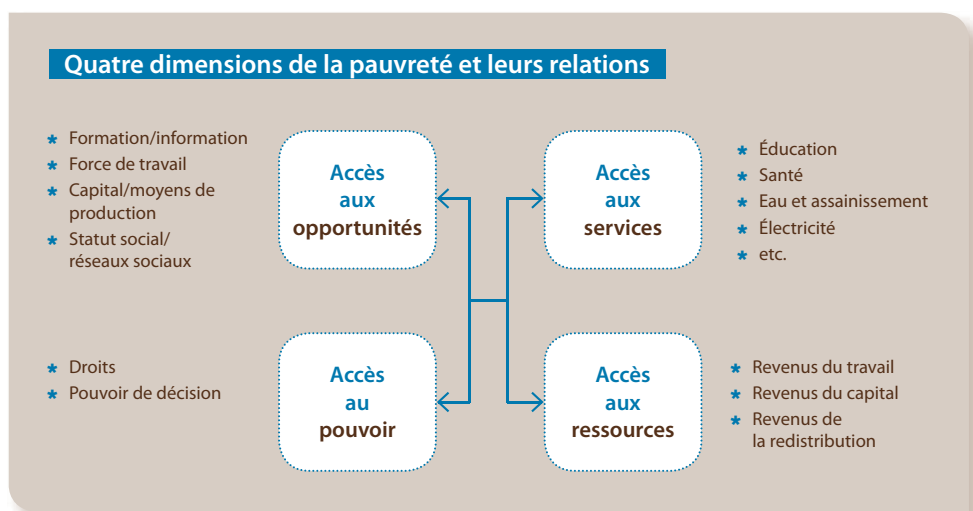 Quatre dimensions de la pauvreté et leurs relations
* Formation/information
* Force de travail
* Capital/moyens de
production
* Statut social/
réseaux sociaux
Accès
aux
opportunités
Accès
aux
services
* Éducation
* Santé
* Eau et assainissement
* Électricité
* etc.
* Droits
* Pouvoir de décision
Accès
au
pouvoir
Accès
aux
ressources
* Revenus du travail
* Revenus du capital
* Revenus de
la redistribution